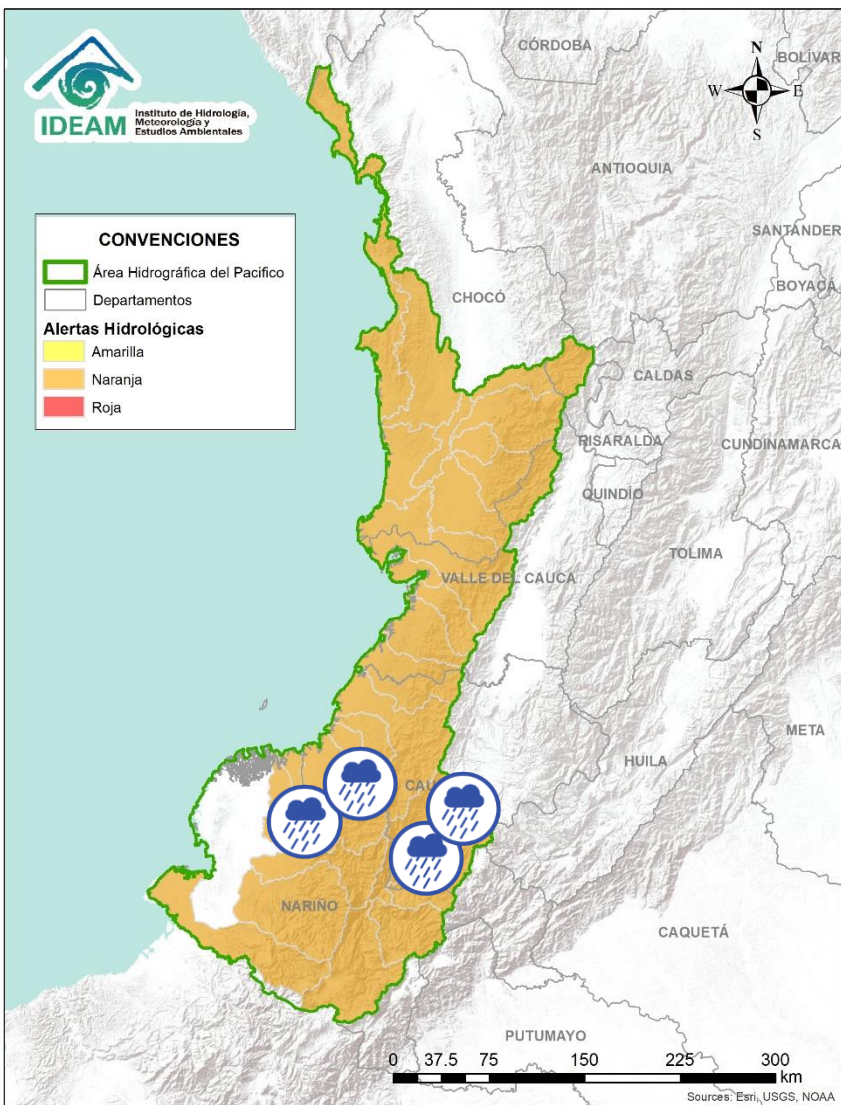 IDEAM
Instituto de Hidrología,
Meteorología y
Estudios Ambientales
CÓRDOBA
BOLÍVAR
N
W
E
S
ANTIOQUIA
SANTANDER
BOYACÁ
CONVENCIONES
Área Hidrográfica del Pacifico
Departamentos
Alertas Hidrológicas
Amarilla
Naranja
Roja
CHOCÓ
CALDAS
RISARALDA
CUNDINAMARCA
QUINDÍO
TOLIMA
VALLE DEL CAUCA
META
HUILA
CAU
NARIÑO
CAQUETÁ
PUTUMAYO
0 37.5 75 150 225 300
km
Sources: Esri, USGS, NOAA